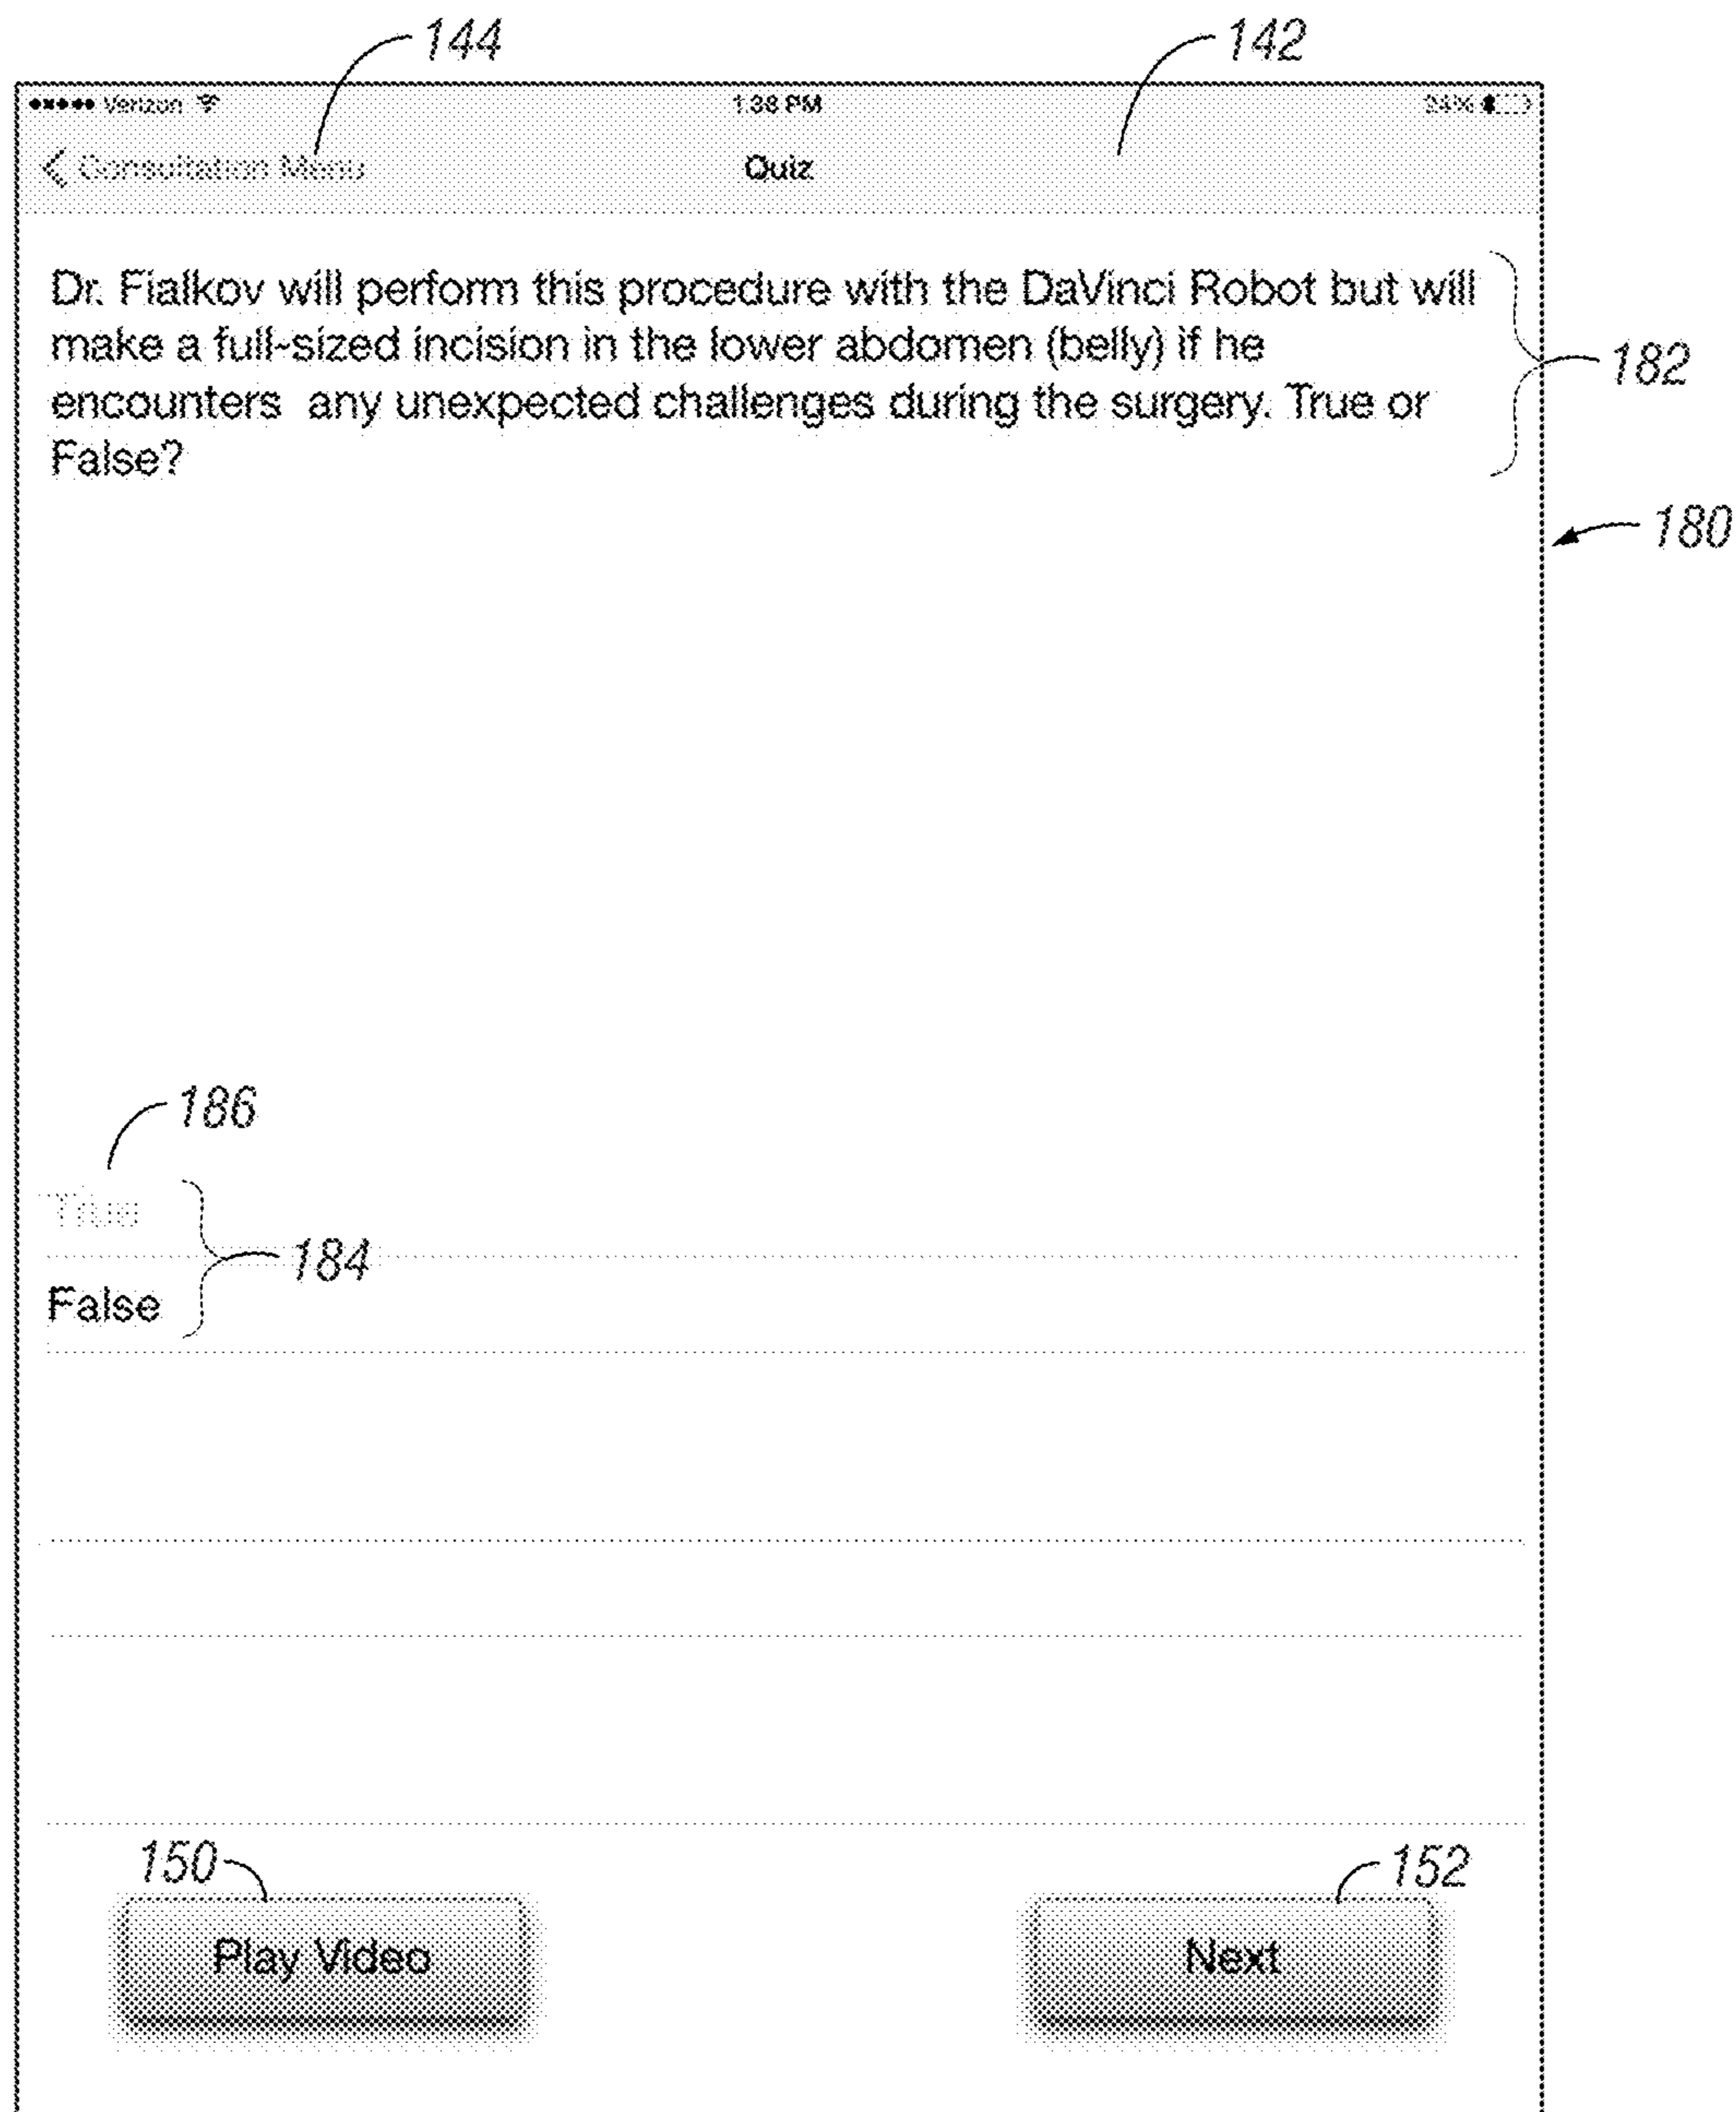 144 142
Verizon 1:38 PM 24%
Consultation Menu Quiz
Dr. Fialkov will perform this procedure with the DaVinci Robot but will
make a full-sized incision in the lower abdomen (belly) if he
encounters any unexpected challenges during the surgery. True or
False?
182
180
186
True
184
False
150 152
Play Video Next